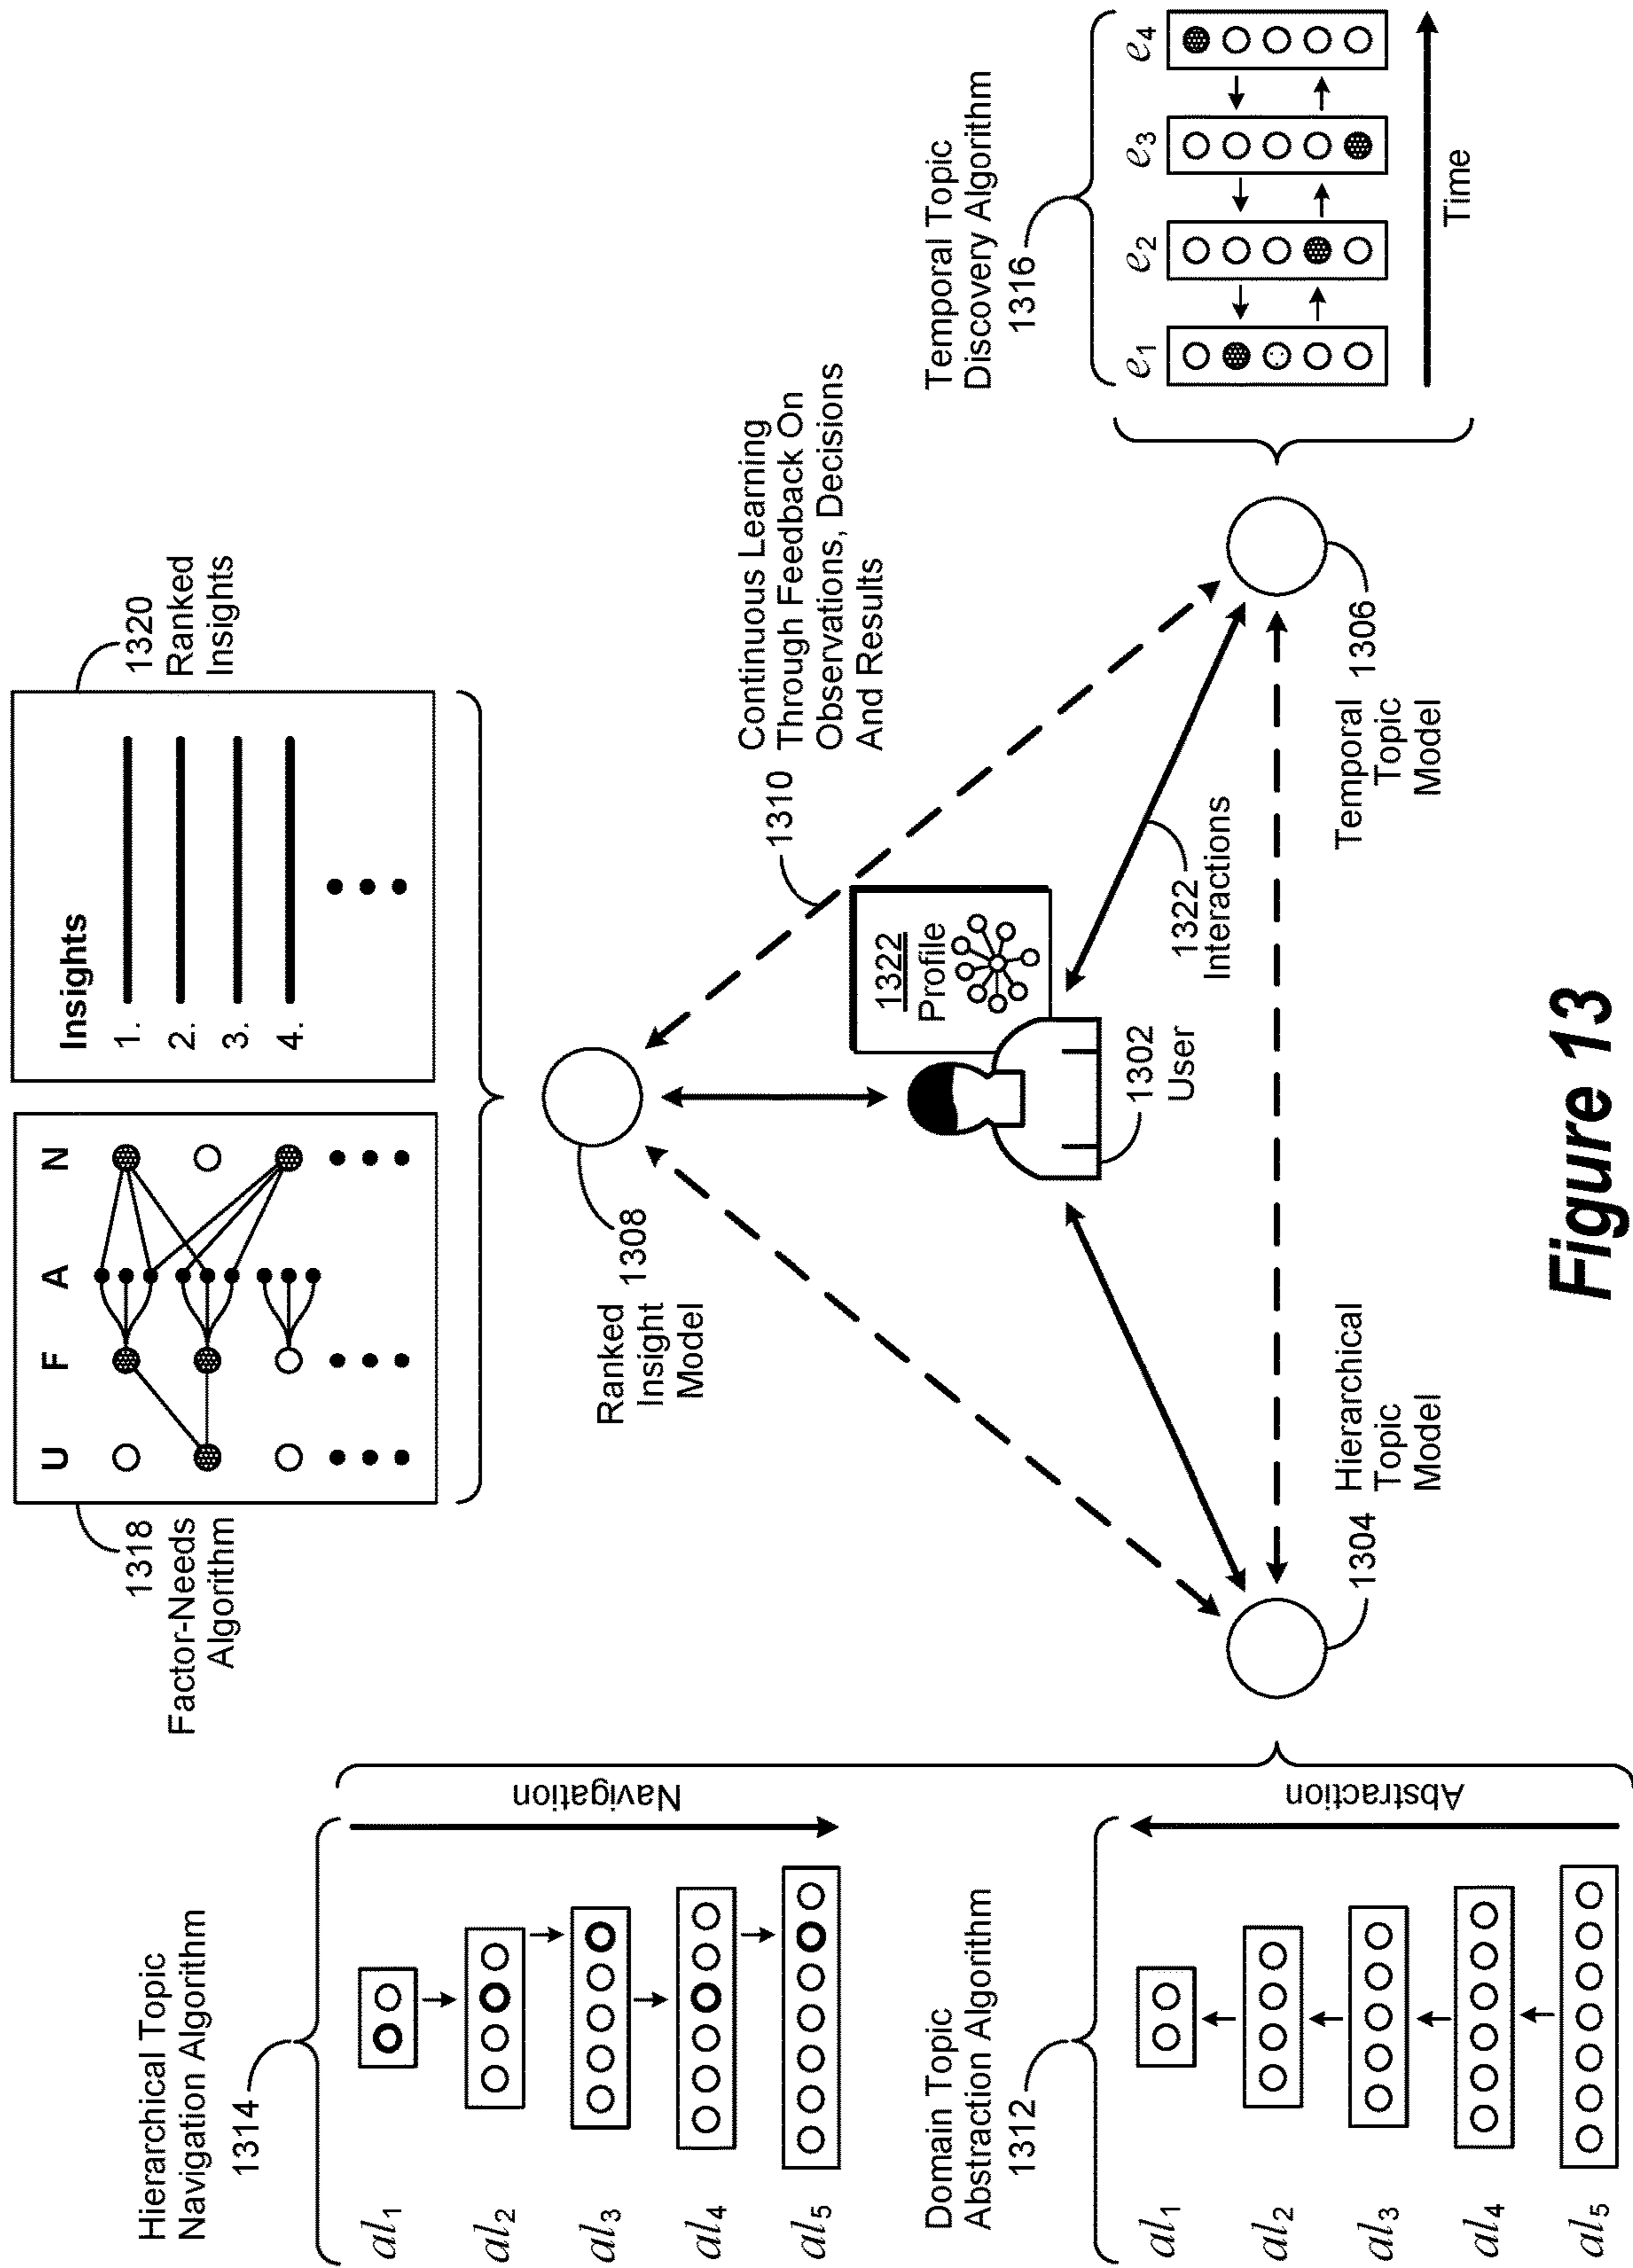 1318
Factor-Needs
Algorithm
U F A N
Insights
1.
2.
3.
4.
1320
Ranked
Insights
Hierarchical Topic
Navigation Algorithm
1314
al1
al2
al3
al4
al5
Navigation
Ranked
Insight 1308
Model
1310
Continuous Learning
Through Feedback On
Observations, Decisions
And Results
1322
Profile
1302
User
1322
Interactions
Temporal Topic
Discovery Algorithm
1316
e1 e2 e3 e4
Time
Domain Topic
Abstraction Algorithm
1312
al1
al2
al3
al4
al5
Abstraction
1304
Hierarchical
Topic
Model
Temporal 1306
Topic
Model
Figure 13